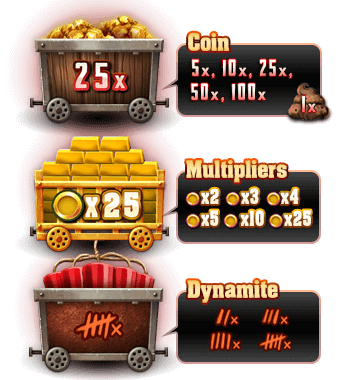 25x
Coin
5x, 10x, 25x,
50x, 100x
1x
x25
Multipliers
x2 x3 x4
x5 x10 x25
x
Dynamite
x x
x x